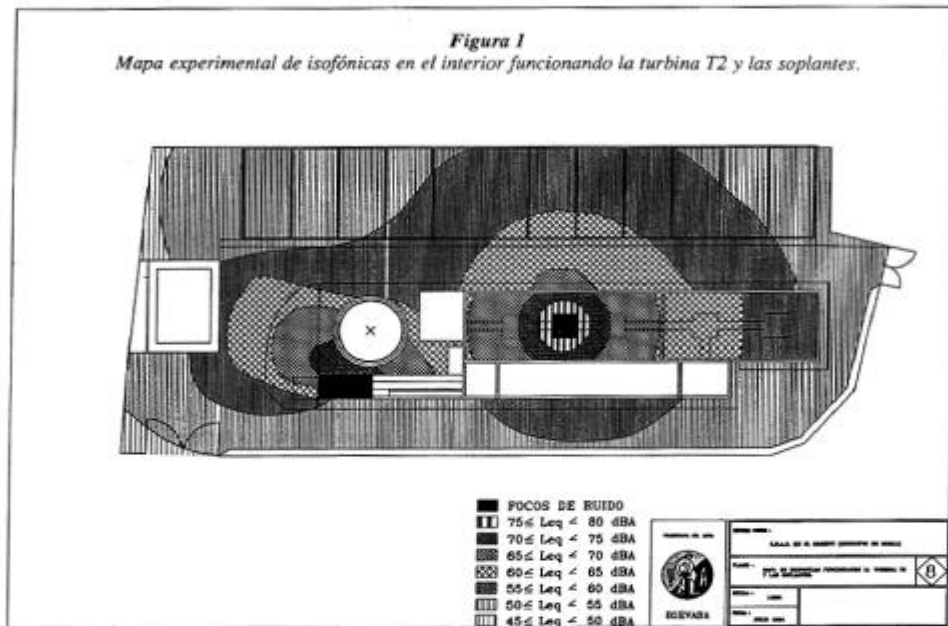 Figura 1
Mapa experimental de isofónicas en el interior funcionando la turbina T2 y las soplantes.
FOCOS DE RUIDO
75≤ Leq < 80 dBA
70≤ Leq < 75 dBA
65≤ Leq < 70 dBA
60≤ Leq < 65 dBA
55≤ Leq < 60 dBA
50≤ Leq < 55 dBA
45≤ Leq < 50 dBA
EGEVASA
8